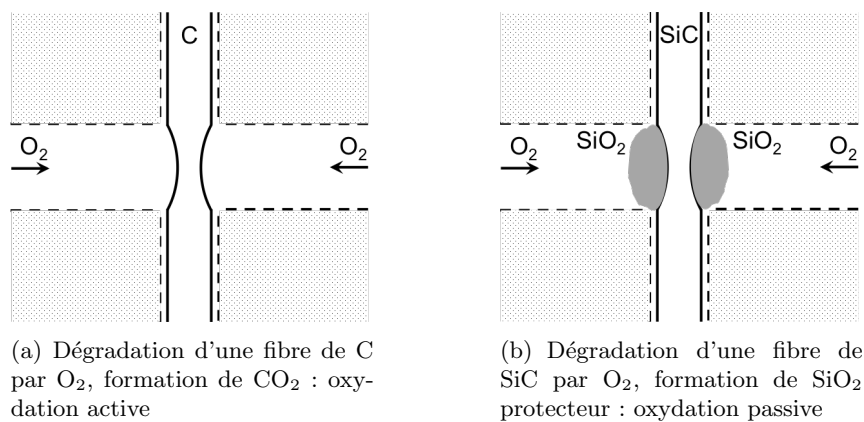 C
O₂
O₂
(a) Dégradation d'une fibre de C
par O₂, formation de CO₂ : oxy-
dation active
SiC
SiO₂
SiO₂
O₂
O₂
(b) Dégradation d'une fibre de
SiC par O₂, formation de SiO₂
protecteur : oxydation passive